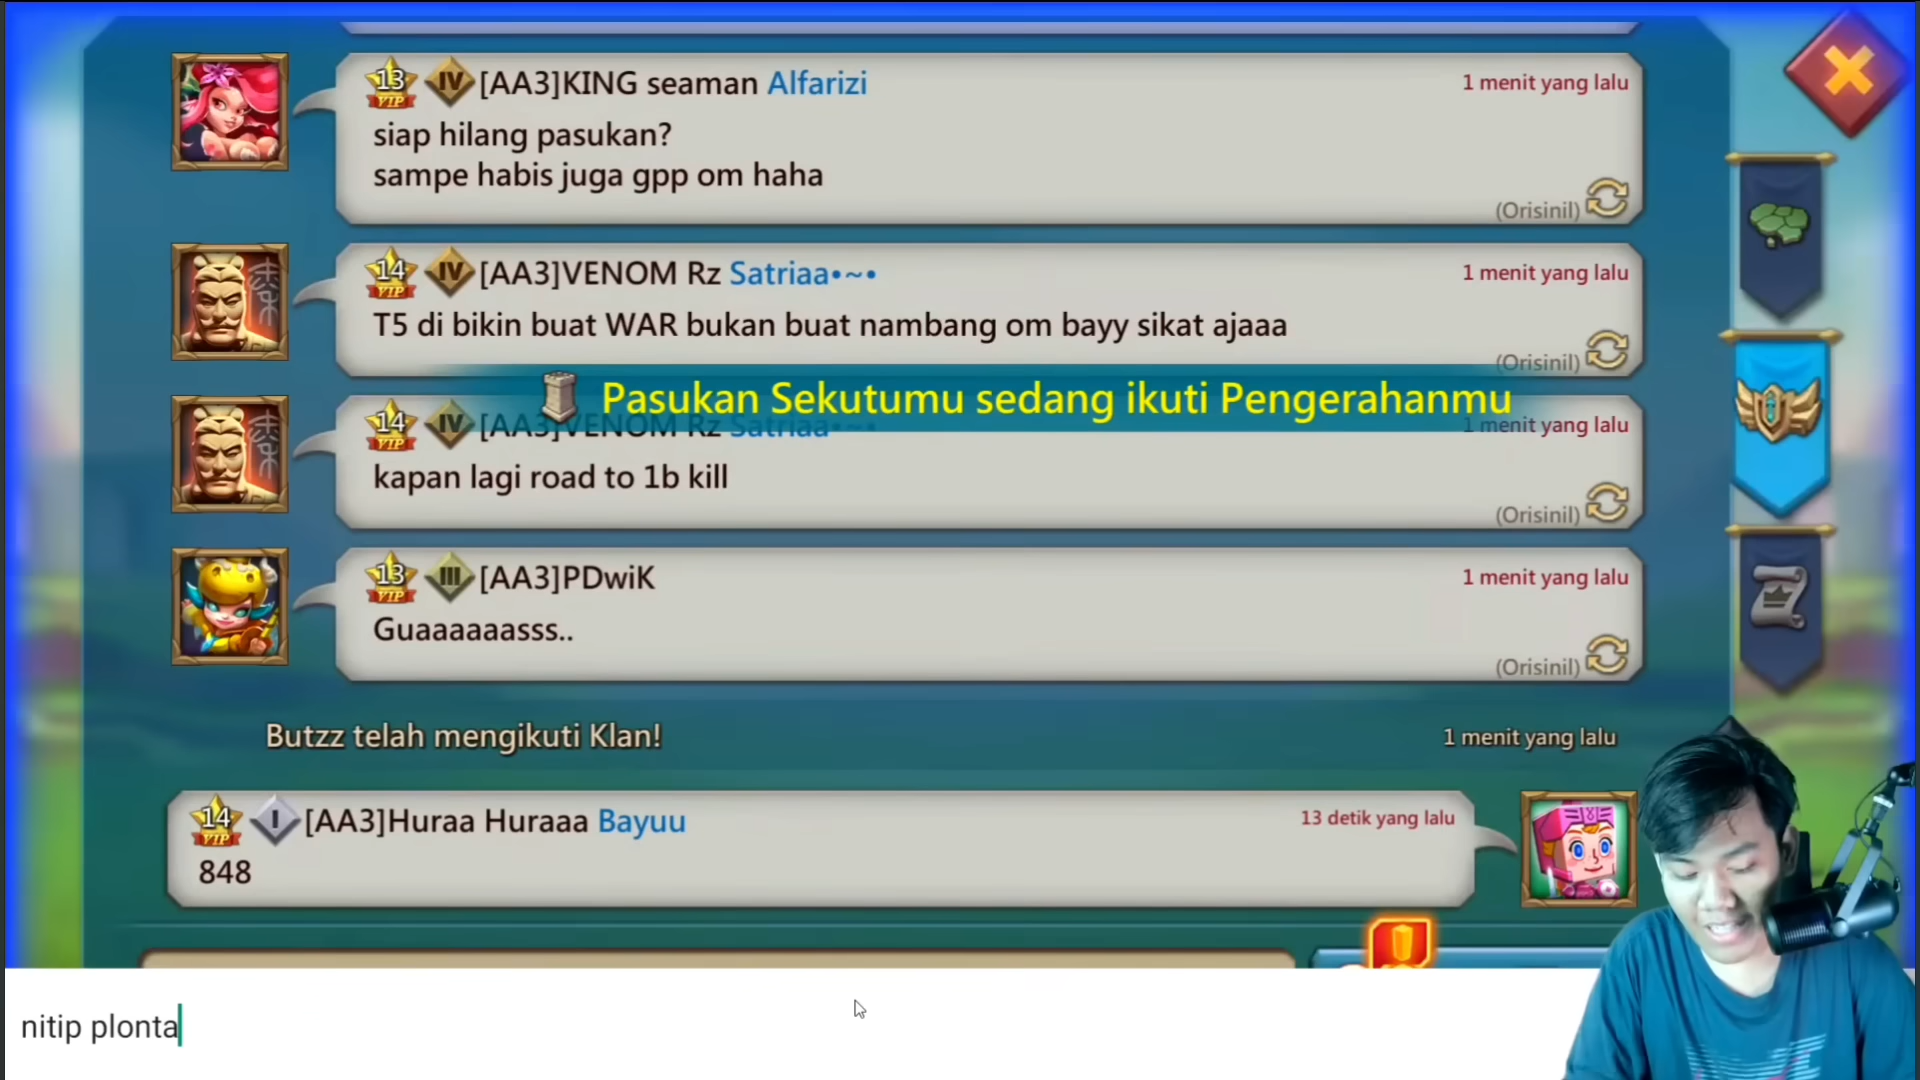 13 VIP IV [AA3]KING seaman Alfarizi 1 menit yang lalu
siap hilang pasukan?
sampe habis juga gpp om haha
(Orisinil)
14 VIP IV [AA3]VENOM Rz Satriaa•~• 1 menit yang lalu
T5 di bikin buat WAR bukan buat nambang om bayy sikat ajaaa
(Orisinil)
Pasukan Sekutumu sedang ikuti Pengerahanmu
14 VIP IV [AA3]VENOM Rz Satriaa•~• 1 menit yang lalu
kapan lagi road to 1b kill
(Orisinil)
13 VIP III [AA3]PDwiK 1 menit yang lalu
Guaaaaaasss..
(Orisinil)
Butzz telah mengikuti Klan! 1 menit yang lalu
14 VIP I [AA3]Huraa Huraaa Bayuu 13 detik yang lalu
848
nitip plonta